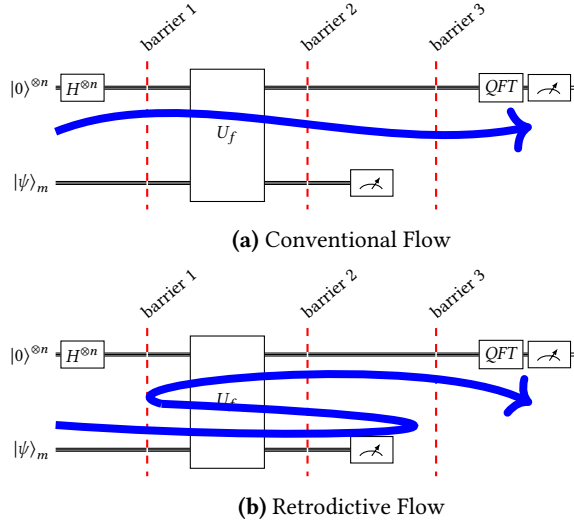 barrier 1 barrier 2 barrier 3
|0⟩^{⊗n} H^{⊗n} QFT
U_f
|ψ⟩_m
(a) Conventional Flow
barrier 1 barrier 2 barrier 3
|0⟩^{⊗n} H^{⊗n} QFT
U_f
|ψ⟩_m
(b) Retrodictive Flow